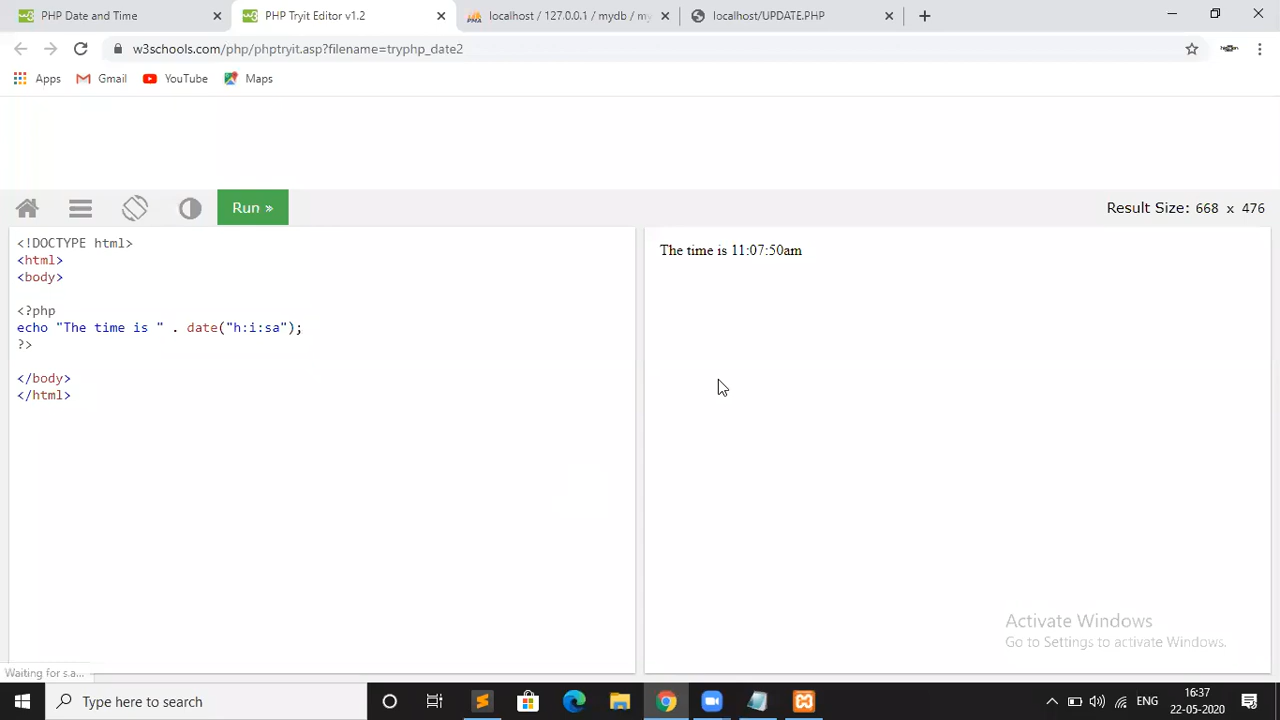 PHP Date and Time
PHP Tryit Editor v1.2
localhost / 127.0.0.1 / mydb / my
localhost/UPDATE.PHP
w3schools.com/php/phptryit.asp?filename=tryphp_date2
Apps
Gmail
YouTube
Maps
Run »
Result Size: 668 x 476
<!DOCTYPE html>
<html>
<body>
<?php
echo "The time is " . date("h:i:sa");
?>
</body>
</html>
The time is 11:07:50am
Activate Windows
Go to Settings to activate Windows.
Waiting for s.a...
Type here to search
ENG
16:37
22-05-2020